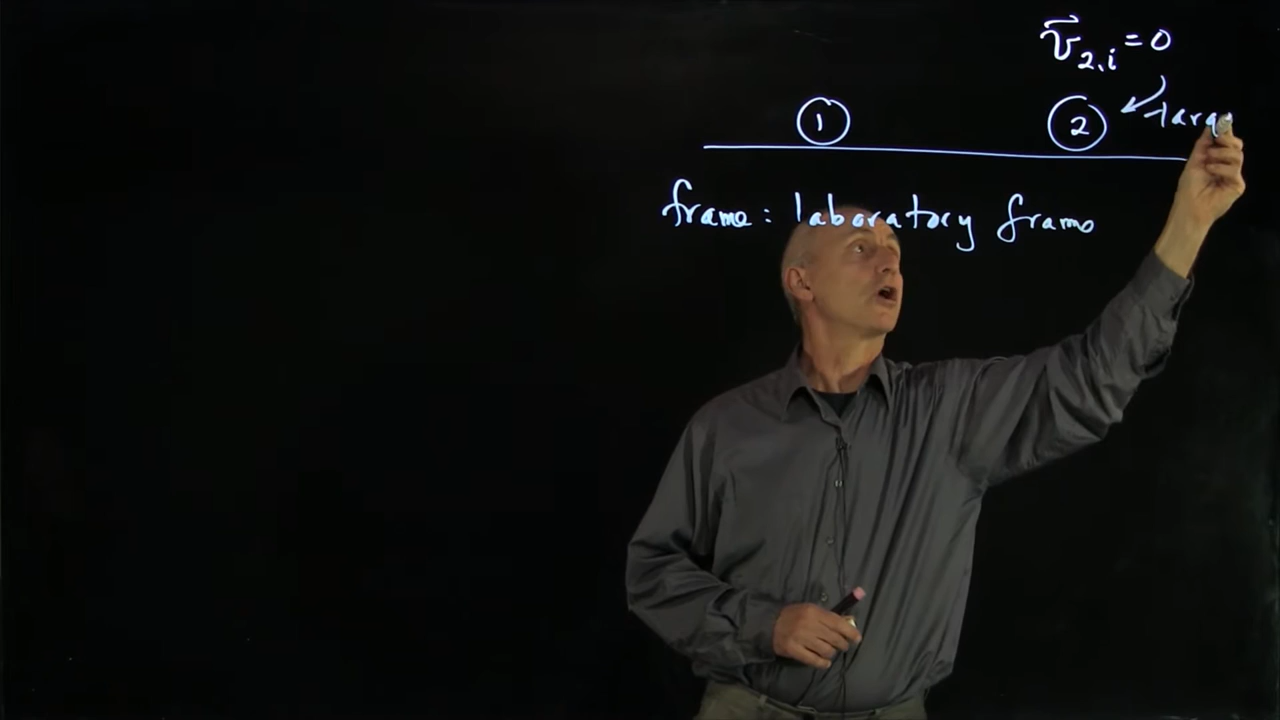 v⃗2,i = 0
1 2 targ
frame: laboratory frame